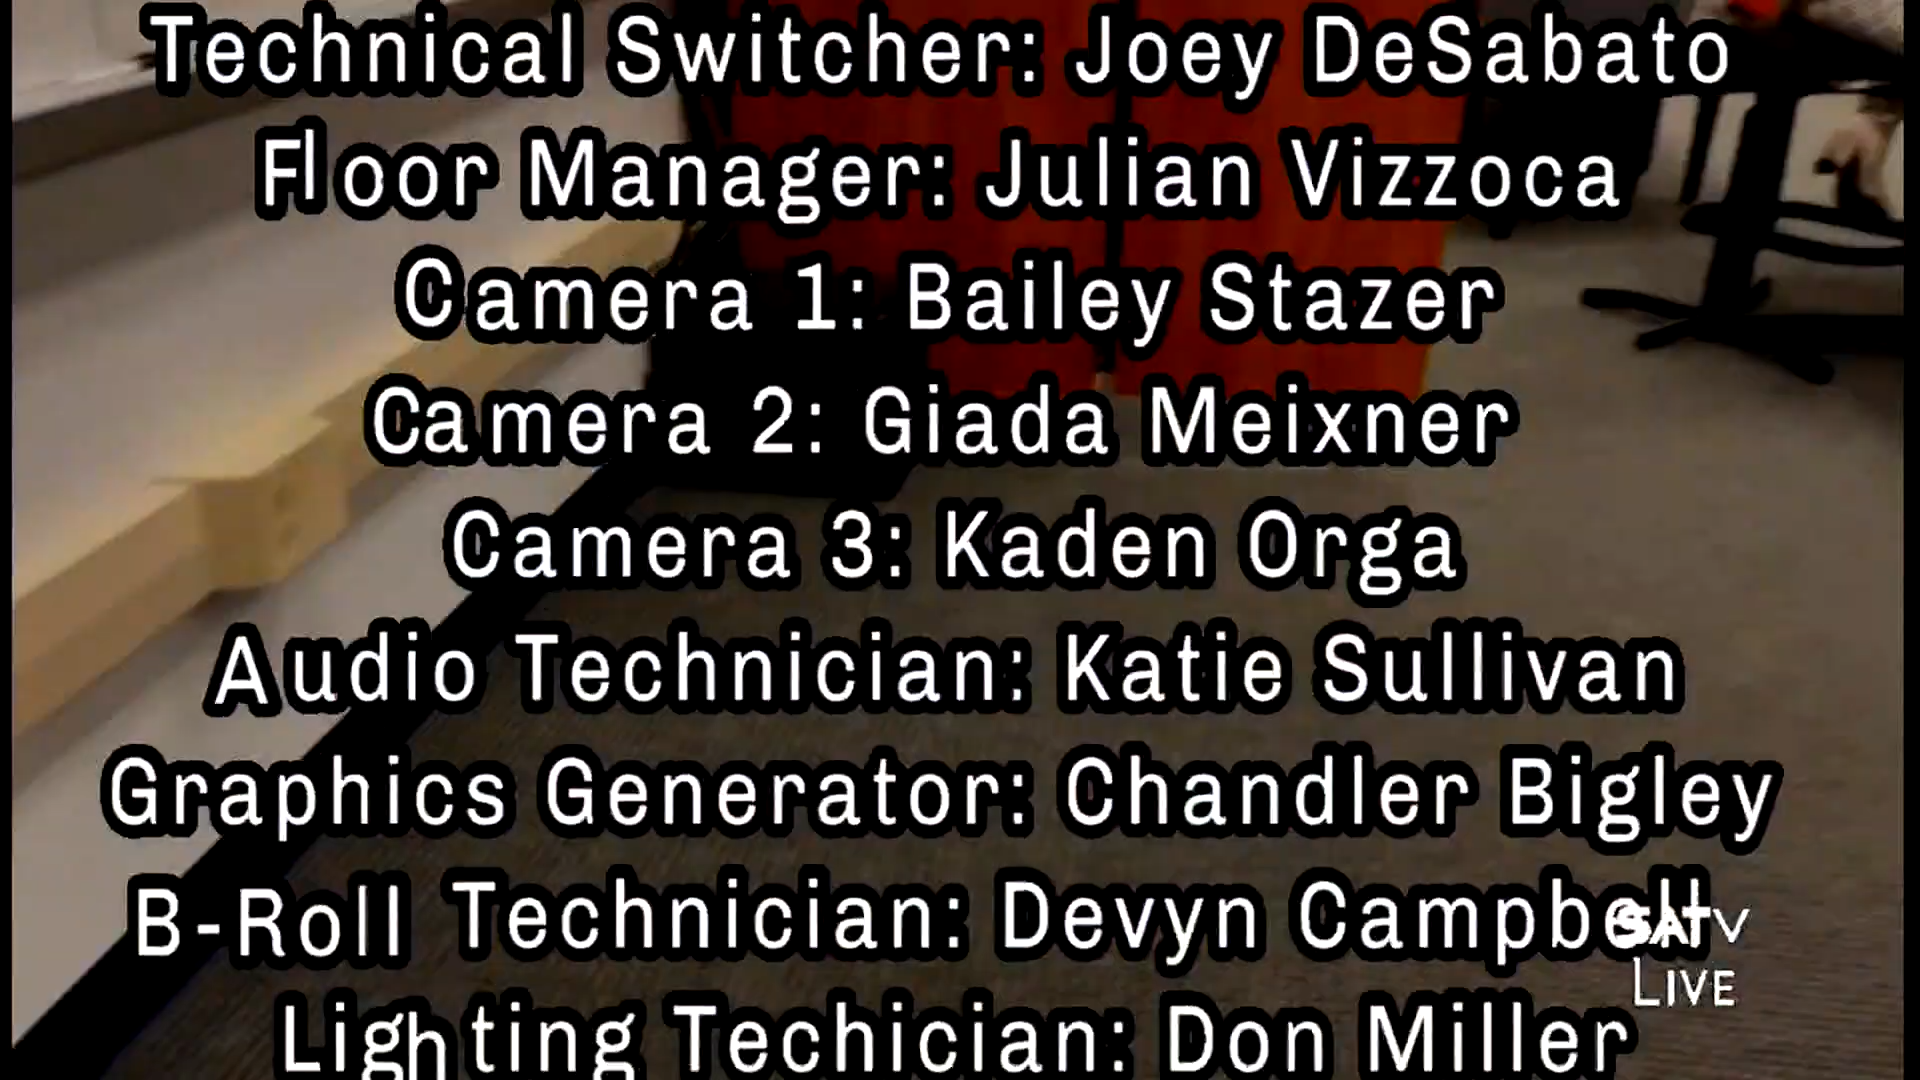 Technical Switcher: Joey DeSabato
Floor Manager: Julian Vizzoca
Camera 1: Bailey Stazer
Camera 2: Giada Meixner
Camera 3: Kaden Orga
Audio Technician: Katie Sullivan
Graphics Generator: Chandler Bigley
B-Roll Technician: Devyn Campbell
SATV
LIVE
Lighting Techician: Don Miller